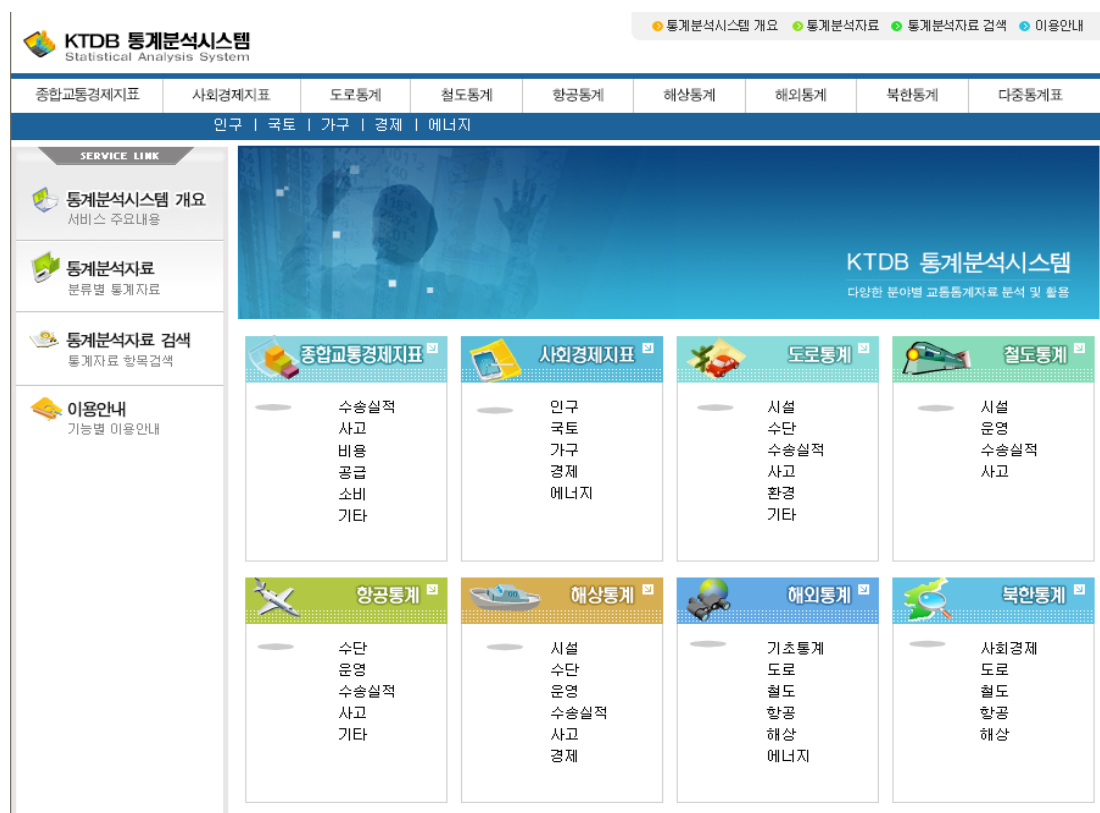 통계분석시스템 개요 통계분석자료 통계분석자료 검색 이용안내
KTDB 통계분석시스템
Statistical Analysis System
종합교통경제지표 사회경제지표 도로통계 철도통계 항공통계 해상통계 해외통계 북한통계 다중통계표
인구 | 국토 | 가구 | 경제 | 에너지
SERVICE LINK
통계분석시스템 개요
서비스 주요내용
통계분석자료
분류별 통계자료
통계분석자료 검색
통계자료 항목검색
이용안내
기능별 이용안내
KTDB 통계분석시스템
다양한 분야별 교통통계자료 분석 및 활용
종합교통경제지표
수송실적
사고
비용
공급
소비
기타
사회경제지표
인구
국토
가구
경제
에너지
도로통계
시설
수단
수송실적
사고
환경
기타
철도통계
시설
운영
수송실적
사고
항공통계
수단
운영
수송실적
사고
기타
해상통계
시설
수단
운영
수송실적
사고
경제
해외통계
기초통계
도로
철도
항공
해상
에너지
북한통계
사회경제
도로
철도
항공
해상